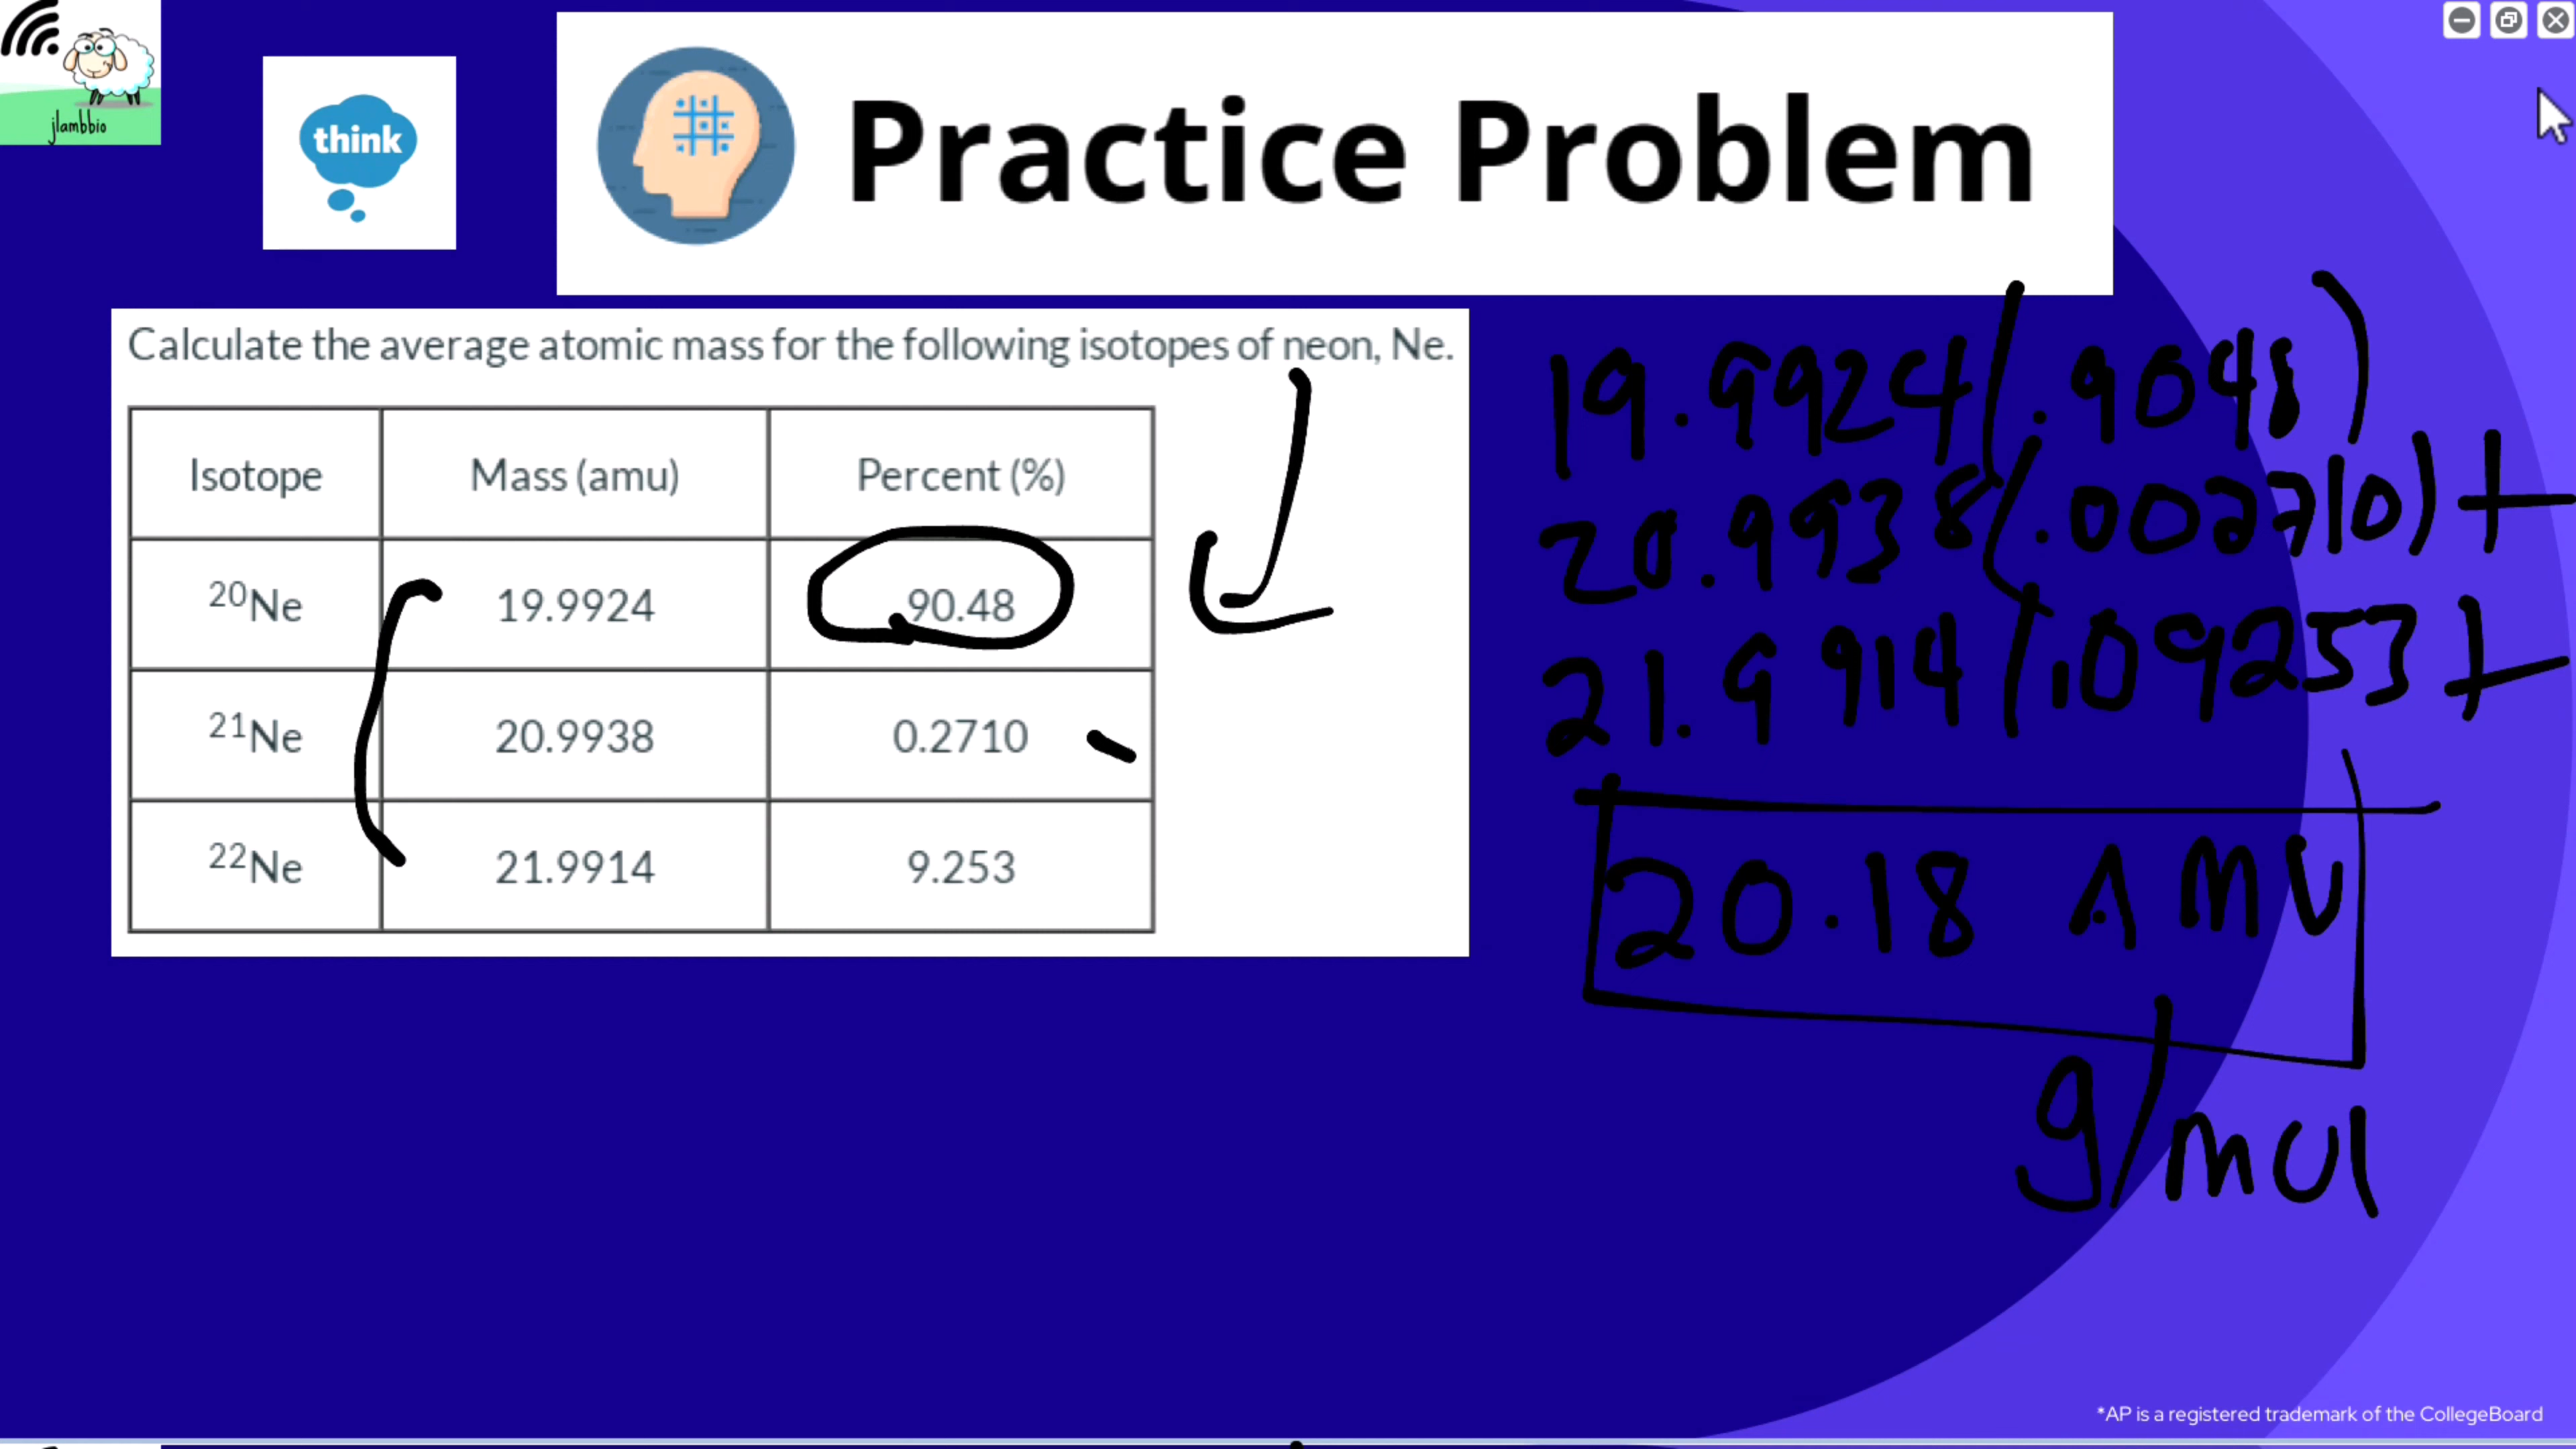 jlambbio
think
Practice Problem
Calculate the average atomic mass for the following isotopes of neon, Ne.
Isotope Mass (amu) Percent (%)
²⁰Ne 19.9924 90.48
²¹Ne 20.9938 0.2710
²²Ne 21.9914 9.253
19.9924(.9048)
20.9938(.002710)+
21.9914(.09253+
20.18 AMU
g/mol
*AP is a registered trademark of the CollegeBoard